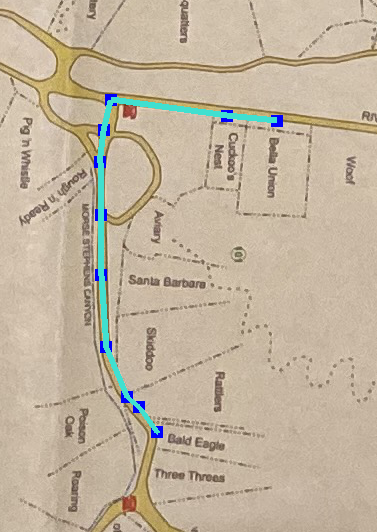 Pig 'n Whistle
Cuckoo's
Nest
Bella Union
Woof
Rough 'n Ready
MORSE STEPHENS CANYON
Aviary
101
Santa Barbara
Skiddoo
Rattlers
Poison
Oak
Bald Eagle
Roaring
Three Threes